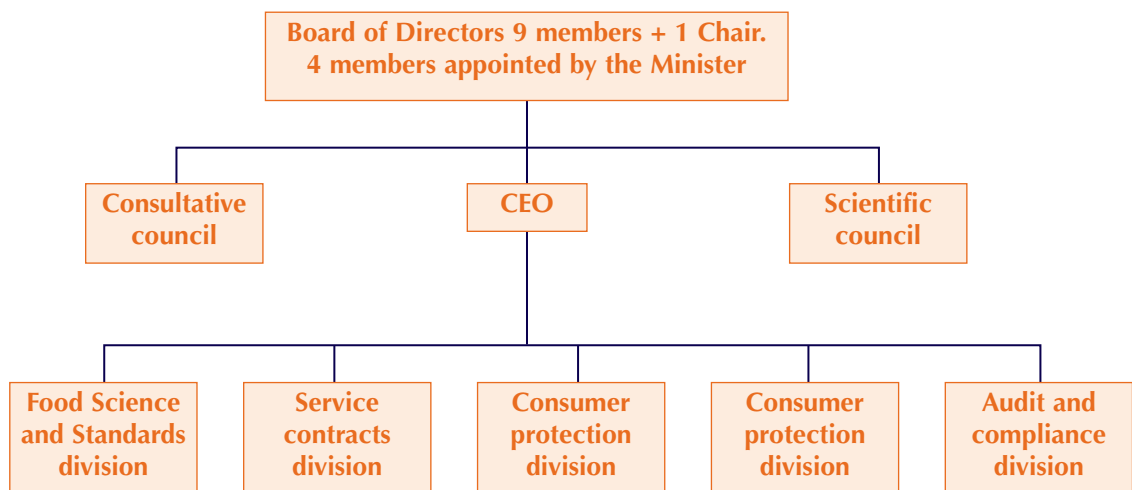 Board of Directors 9 members + 1 Chair.
4 members appointed by the Minister
Consultative
council
CEO
Scientific
council
Food Science
and Standards
division
Service
contracts
division
Consumer
protection
division
Consumer
protection
division
Audit and
compliance
division